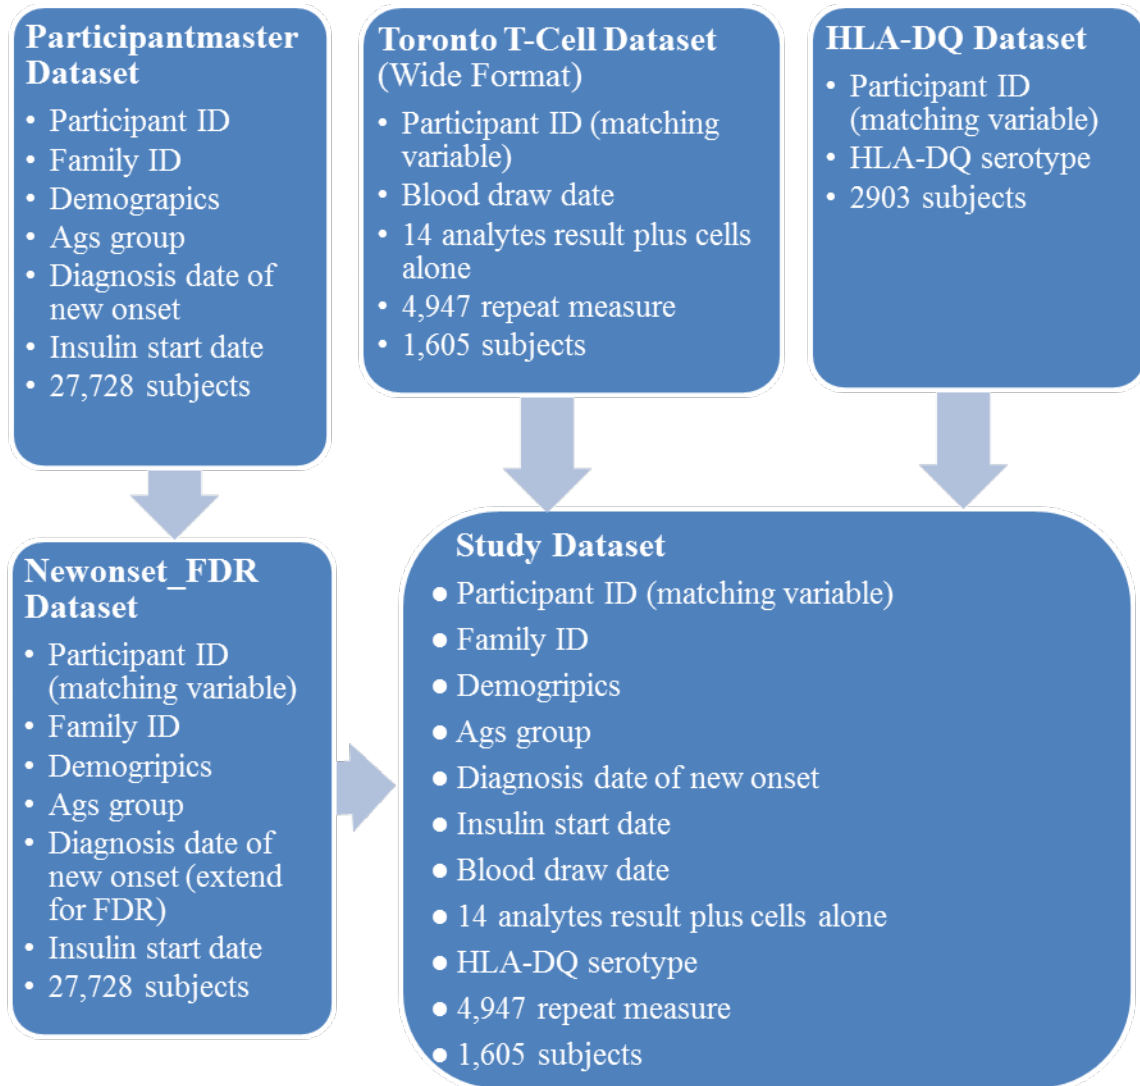 Participantmaster
Dataset
• Participant ID
• Family ID
• Demograpics
• Ags group
• Diagnosis date of
new onset
• Insulin start date
• 27,728 subjects
Toronto T-Cell Dataset
(Wide Format)
• Participant ID (matching
variable)
• Blood draw date
• 14 analytes result plus cells
alone
• 4,947 repeat measure
• 1,605 subjects
HLA-DQ Dataset
• Participant ID
(matching variable)
• HLA-DQ serotype
• 2903 subjects
Newonset_FDR
Dataset
• Participant ID
(matching variable)
• Family ID
• Demogripics
• Ags group
• Diagnosis date of
new onset (extend
for FDR)
• Insulin start date
• 27,728 subjects
Study Dataset
● Participant ID (matching variable)
● Family ID
● Demogripics
● Ags group
● Diagnosis date of new onset
● Insulin start date
● Blood draw date
● 14 analytes result plus cells alone
● HLA-DQ serotype
● 4,947 repeat measure
● 1,605 subjects